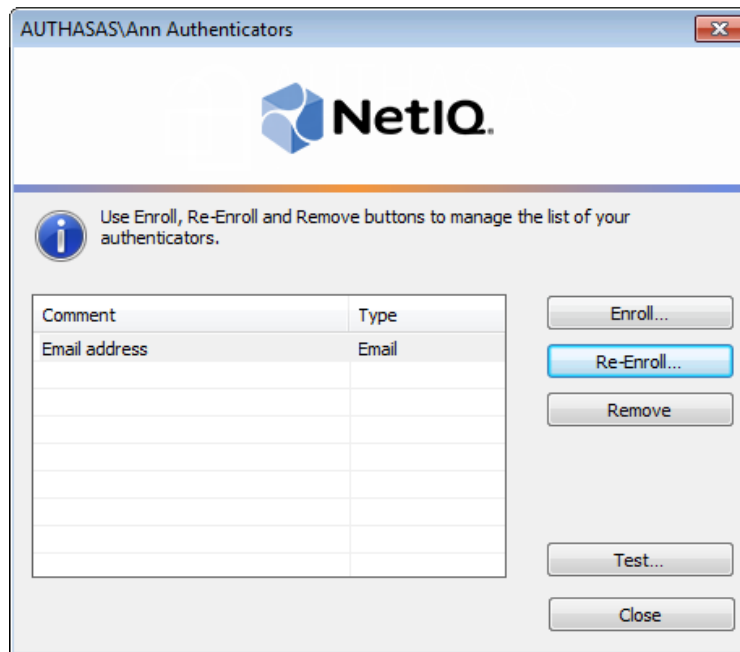 AUTHASAS\Ann Authenticators
NetIQ.
Use Enroll, Re-Enroll and Remove buttons to manage the list of your
authenticators.
Comment Type
Email address Email
Enroll...
Re-Enroll...
Remove
Test...
Close